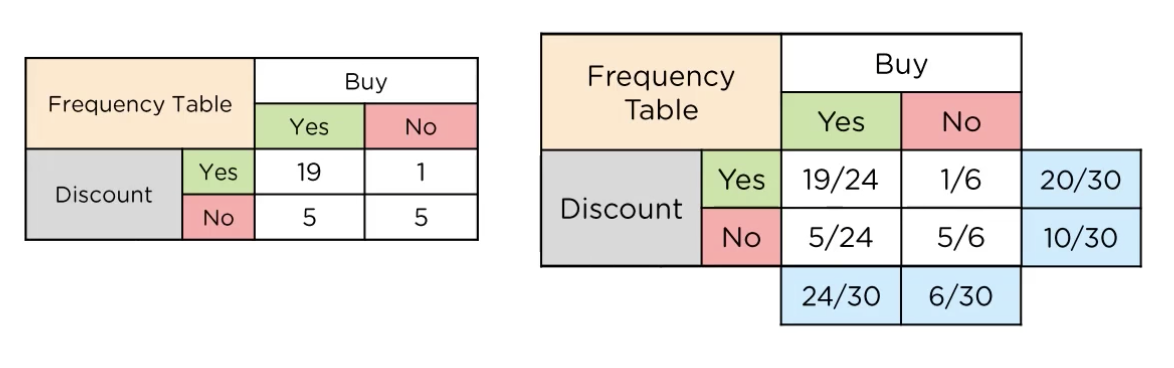 Frequency Table
Buy
Yes No
Discount
Yes 19 1
No 5 5
Frequency
Table
Buy
Yes No
Discount
Yes 19/24 1/6 20/30
No 5/24 5/6 10/30
24/30 6/30